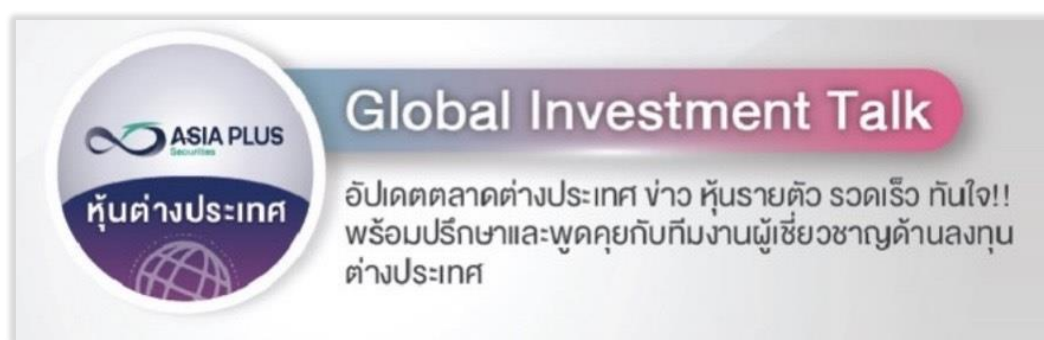 ASIA PLUS
Securities
หุ้นต่างประเทศ
Global Investment Talk
อัปเดตตลาดต่างประเทศ ข่าว หุ้นรายตัว รวดเร็ว ทันใจ!!
พร้อมปรึกษาและพูดคุยกับทีมงานผู้เชี่ยวชาญด้านลงทุน
ต่างประเทศ